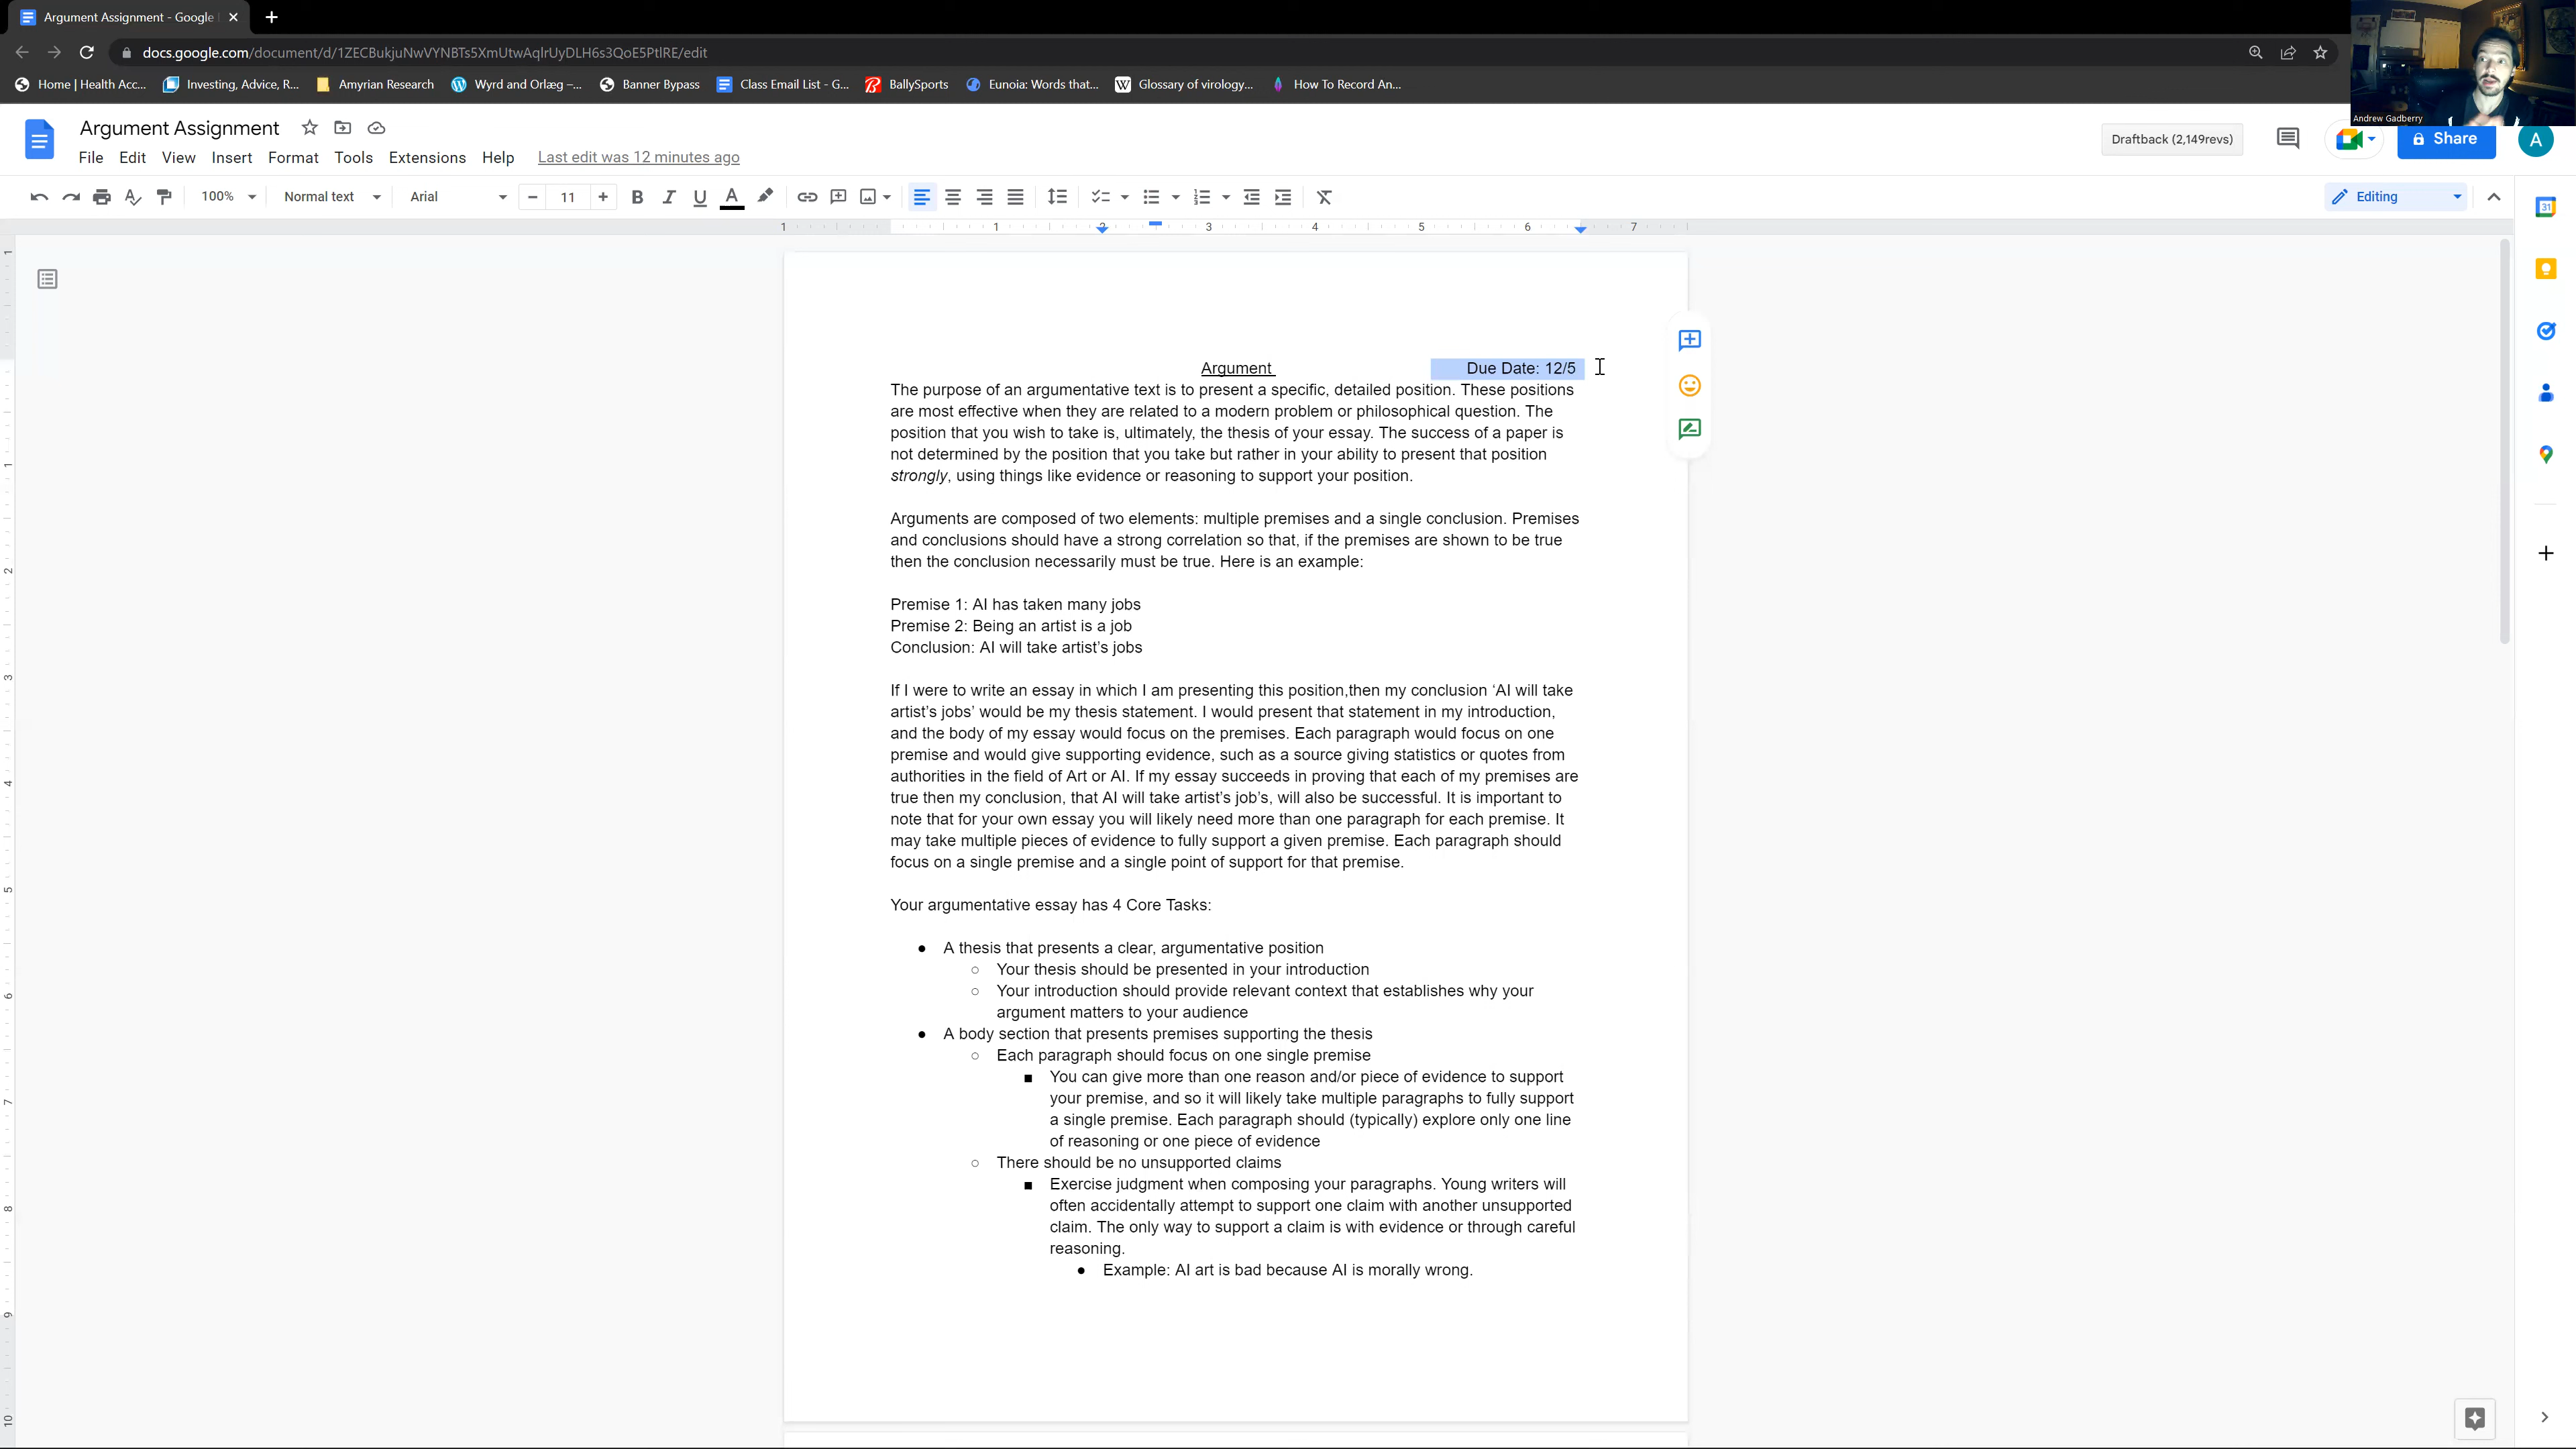 Argument Assignment - Google
docs.google.com/document/d/1ZECBukjuNwVYNBTs5XmUtwAqlrUyDLH6s3QoE5PtlRE/edit
Home | Health Acc... Investing, Advice, R... Amyrian Research Wyrd and Orlæg –... Banner Bypass Class Email List - G... BallySports Eunoia: Words that... Glossary of virology... How To Record An...
Andrew Gadberry
Argument Assignment
Draftback (2,149revs)
Share
A
File Edit View Insert Format Tools Extensions Help Last edit was 12 minutes ago
100% Normal text Arial 11 Editing
1 1 2 3 4 5 6 7
Argument Due Date: 12/5
The purpose of an argumentative text is to present a specific, detailed position. These positions
are most effective when they are related to a modern problem or philosophical question. The
position that you wish to take is, ultimately, the thesis of your essay. The success of a paper is
not determined by the position that you take but rather in your ability to present that position
strongly, using things like evidence or reasoning to support your position.
Arguments are composed of two elements: multiple premises and a single conclusion. Premises
and conclusions should have a strong correlation so that, if the premises are shown to be true
then the conclusion necessarily must be true. Here is an example:
Premise 1: AI has taken many jobs
Premise 2: Being an artist is a job
Conclusion: AI will take artist's jobs
If I were to write an essay in which I am presenting this position,then my conclusion 'AI will take
artist's jobs' would be my thesis statement. I would present that statement in my introduction,
and the body of my essay would focus on the premises. Each paragraph would focus on one
premise and would give supporting evidence, such as a source giving statistics or quotes from
authorities in the field of Art or AI. If my essay succeeds in proving that each of my premises are
true then my conclusion, that AI will take artist's job's, will also be successful. It is important to
note that for your own essay you will likely need more than one paragraph for each premise. It
may take multiple pieces of evidence to fully support a given premise. Each paragraph should
focus on a single premise and a single point of support for that premise.
Your argumentative essay has 4 Core Tasks:
● A thesis that presents a clear, argumentative position
○ Your thesis should be presented in your introduction
○ Your introduction should provide relevant context that establishes why your
argument matters to your audience
● A body section that presents premises supporting the thesis
○ Each paragraph should focus on one single premise
■ You can give more than one reason and/or piece of evidence to support
your premise, and so it will likely take multiple paragraphs to fully support
a single premise. Each paragraph should (typically) explore only one line
of reasoning or one piece of evidence
○ There should be no unsupported claims
■ Exercise judgment when composing your paragraphs. Young writers will
often accidentally attempt to support one claim with another unsupported
claim. The only way to support a claim is with evidence or through careful
reasoning.
● Example: AI art is bad because AI is morally wrong.